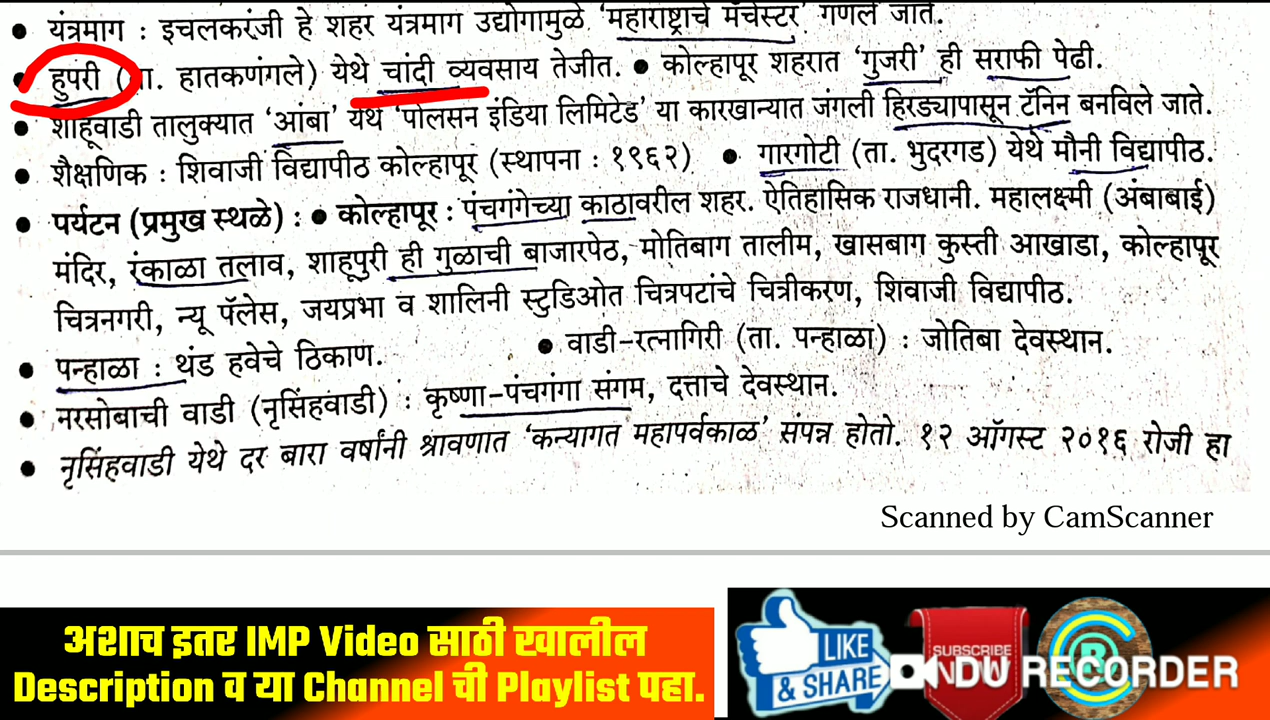 • यंत्रमाग : इचलकरंजी हे शहर यंत्रमाग उद्योगामुळे ‘महाराष्ट्राचे मँचेस्टर’ गणले जाते.
• हुपरी (ता. हातकणंगले) येथे चांदी व्यवसाय तेजीत. • कोल्हापूर शहरात ‘गुजरी’ ही सराफी पेढी.
• शाहूवाडी तालुक्यात ‘आंबा’ येथे ‘पोलसन इंडिया लिमिटेड’ या कारखान्यात जंगली हिरड्यापासून टॅनिन बनविले जाते.
• शैक्षणिक : शिवाजी विद्यापीठ कोल्हापूर (स्थापना : १९६२) • गारगोटी (ता. भुदरगड) येथे मौनी विद्यापीठ.
• पर्यटन (प्रमुख स्थळे) : • कोल्हापूर : पंचगंगेच्या काठावरील शहर. ऐतिहासिक राजधानी. महालक्ष्मी (अंबाबाई)
मंदिर, रंकाळा तलाव, शाहूपुरी ही गुळाची बाजारपेठ, मोतिबाग तालीम, खासबाग कुस्ती आखाडा, कोल्हापूर
चित्रनगरी, न्यू पॅलेस, जयप्रभा व शालिनी स्टुडिओत चित्रपटांचे चित्रीकरण, शिवाजी विद्यापीठ.
• पन्हाळा : थंड हवेचे ठिकाण. • वाडी-रत्नागिरी (ता. पन्हाळा) : जोतिबा देवस्थान.
• नरसोबाची वाडी (नृसिंहवाडी) : कृष्णा-पंचगंगा संगम, दत्ताचे देवस्थान.
• नृसिंहवाडी येथे दर बारा वर्षांनी श्रावणात ‘कन्यागत महापर्वकाळ’ संपन्न होतो. १२ ऑगस्ट २०१६ रोजी हा
Scanned by CamScanner
अशाच इतर IMP Video साठी खालील
Description व या Channel ची Playlist पहा.
LIKE
& SHARE
SUBSCRIBE
DU RECORDER